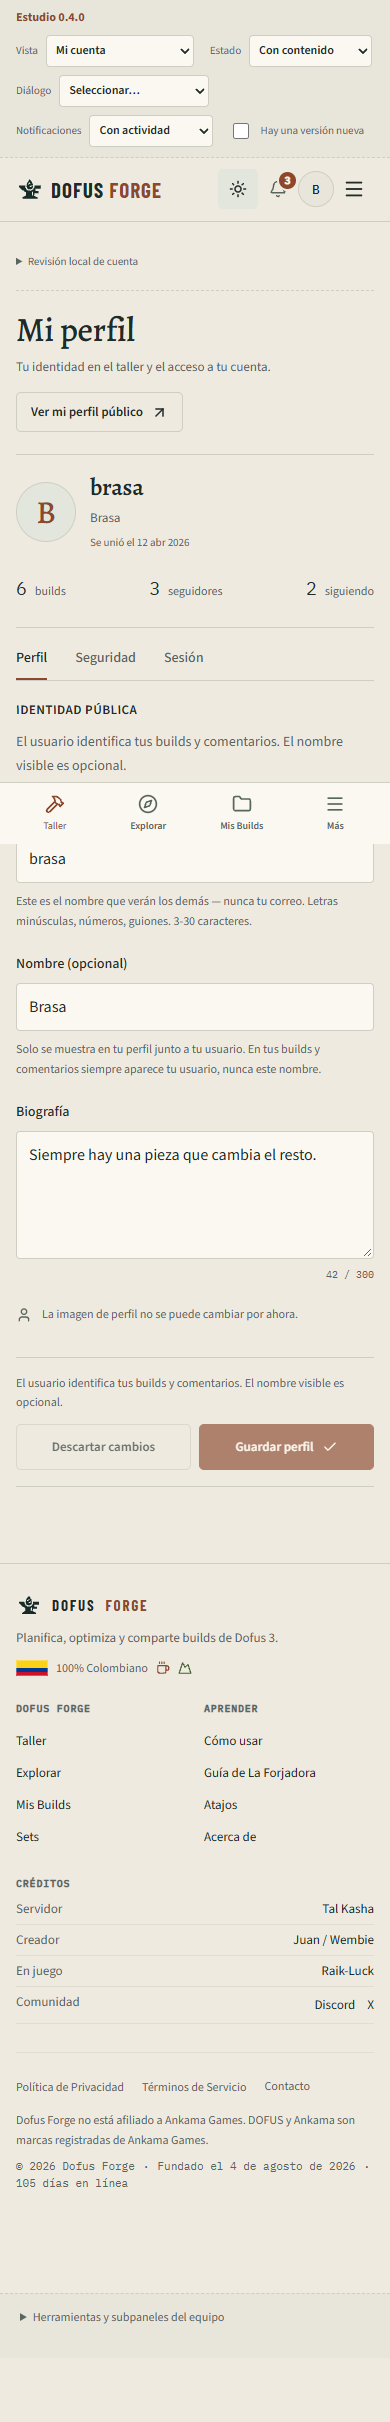 Estudio 0.4.0
Vista Mi cuenta Estado Con contenido
Diálogo Seleccionar...
Notificaciones Con actividad Hay una versión nueva
DOFUS FORGE 3 B
Revisión local de cuenta
Mi perfil
Tu identidad en el taller y el acceso a tu cuenta.
Ver mi perfil público
B
brasa
Brasa
Se unió el 12 abr 2026
6 builds 3 seguidores 2 siguiendo
Perfil Seguridad Sesión
IDENTIDAD PÚBLICA
El usuario identifica tus builds y comentarios. El nombre
visible es opcional.
Taller Explorar Mis Builds Más
brasa
Este es el nombre que verán los demás — nunca tu correo. Letras
minúsculas, números, guiones. 3-30 caracteres.
Nombre (opcional)
Brasa
Solo se muestra en tu perfil junto a tu usuario. En tus builds y
comentarios siempre aparece tu usuario, nunca este nombre.
Biografía
Siempre hay una pieza que cambia el resto.
42 / 300
La imagen de perfil no se puede cambiar por ahora.
El usuario identifica tus builds y comentarios. El nombre visible es
opcional.
Descartar cambios Guardar perfil
DOFUS FORGE
Planifica, optimiza y comparte builds de Dofus 3.
100% Colombiano
DOFUS FORGE APRENDER
Taller Cómo usar
Explorar Guía de La Forjadora
Mis Builds Atajos
Sets Acerca de
CRÉDITOS
Servidor Tal Kasha
Creador Juan / Wembie
En juego Raik-Luck
Comunidad Discord X
Política de Privacidad Términos de Servicio Contacto
Dofus Forge no está afiliado a Ankama Games. DOFUS y Ankama son
marcas registradas de Ankama Games.
© 2026 Dofus Forge · Fundado el 4 de agosto de 2026 ·
105 días en línea
Herramientas y subpaneles del equipo